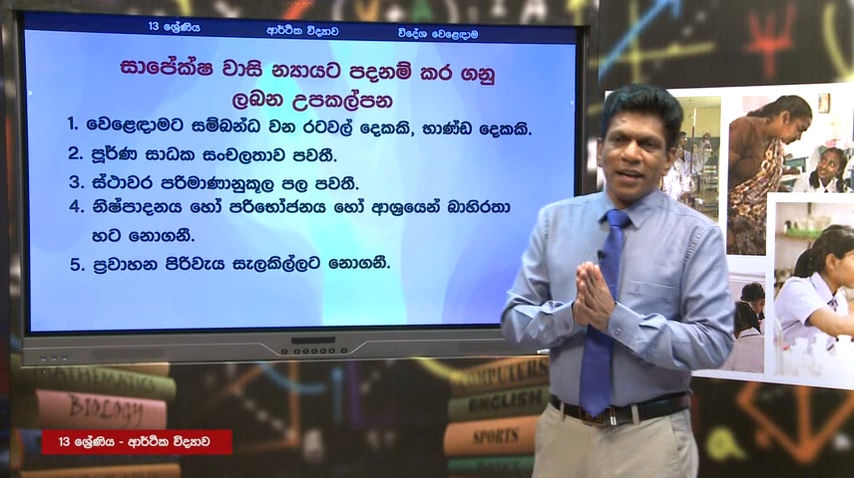 13 ශ්‍රේණිය ආර්ථික විද්‍යාව විදේශ වෙළෙඳාම
සාපේක්ෂ වාසි න්‍යායට පදනම් කර ගනු
ලබන උපකල්පන
1. වෙළෙඳාමට සම්බන්ධ වන රටවල් දෙකකි, භාණ්ඩ දෙකකි.
2. පූර්ණ සාධක සංචලතාව පවතී.
3. ස්ථාවර පරිමාණානුකූල පල පවතී.
4. නිෂ්පාදනය හෝ පරිභෝජනය හෝ ආශ්‍රයෙන් බාහිරතා
හට නොගනී.
5. ප්‍රවාහන පිරිවැය සැලකිල්ලට නොගනී.
MATHEMATICS
BIOLOGY
COMPUTERS
ENGLISH
SPORTS
13 ශ්‍රේණිය - ආර්ථික විද්‍යාව